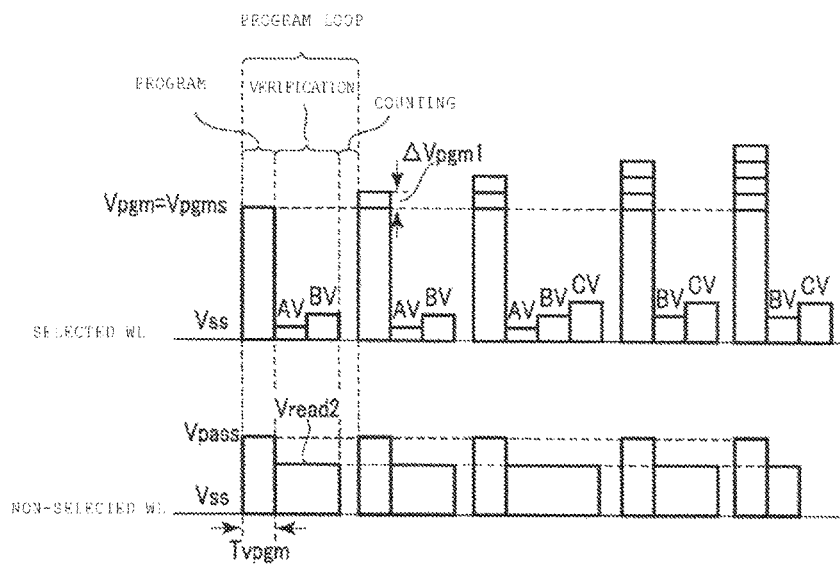 PROGRAM LOOP
PROGRAM
VERIFICATION
COUNTING
ΔVpgm1
Vpgm=Vpgms
Vss
AV BV
AV BV
AV BV CV
BV CV
BV CV
SELECTED WL
Vread2
Vpass
Vss
NON-SELECTED WL
Tvpgm